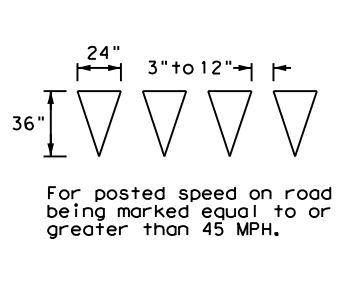 24"
3" to 12"
36"
For posted speed on road
being marked equal to or
greater than 45 MPH.